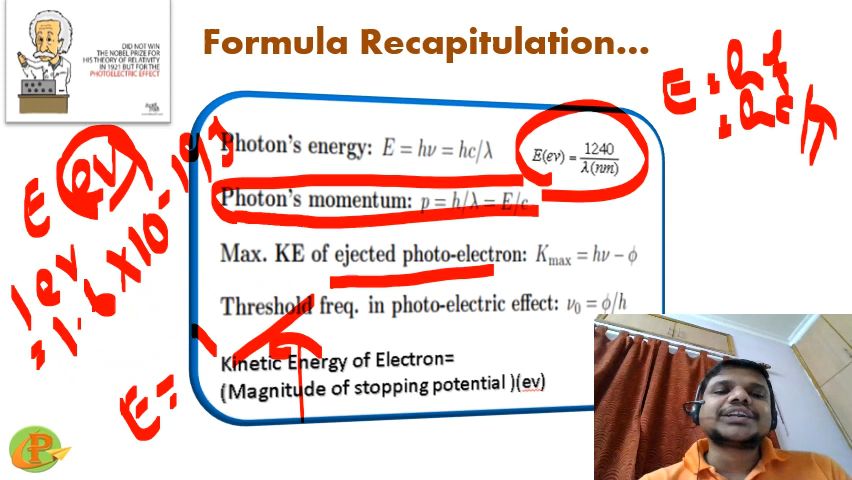 DID NOT WIN
THE NOBEL PRIZE FOR
HIS THEORY OF RELATIVITY
IN 1921 BUT FOR THE
PHOTOELECTRIC EFFECT
Formula Recapitulation...
E = hf
= hc/λ
Photon's energy: E = hν = hc/λ
E(ev) = 1240 / λ(nm)
Photon's momentum: p = h/λ = E/c
Max. KE of ejected photo-electron: Kmax = hν − φ
Threshold freq. in photo-electric effect: ν0 = φ/h
Kinetic Energy of Electron=
(Magnitude of stopping potential )(ev)
E ev
1 ev
= 1.6 × 10-19 J
E =
P